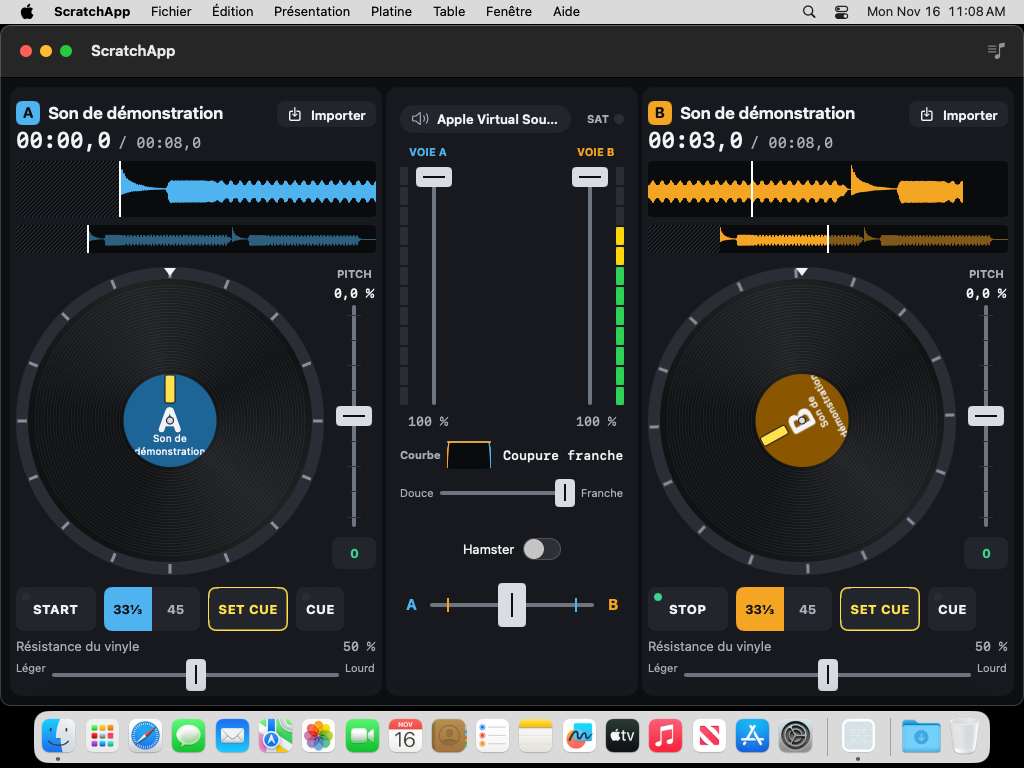 ScratchApp Fichier Édition Présentation Platine Table Fenêtre Aide Mon Nov 16 11:08 AM
ScratchApp
A Son de démonstration Importer
00:00,0 / 00:08,0
PITCH
0,0 %
A
Son de
démonstration
0
START 33⅓ 45 SET CUE CUE
Résistance du vinyle 50 %
Léger Lourd
Apple Virtual Sou... SAT
VOIE A VOIE B
100 % 100 %
Courbe Coupure franche
Douce Franche
Hamster
A B
B Son de démonstration Importer
00:03,0 / 00:08,0
PITCH
0,0 %
B
Son de
démonstration
0
STOP 33⅓ 45 SET CUE CUE
Résistance du vinyle 50 %
Léger Lourd
NOV
16
tv